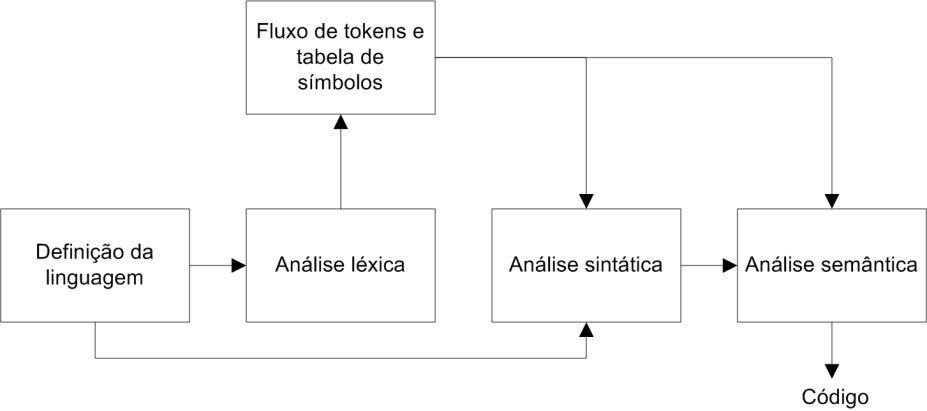 Fluxo de tokens e
tabela de
símbolos
Definição da
linguagem
Análise léxica
Análise sintática
Análise semântica
Código